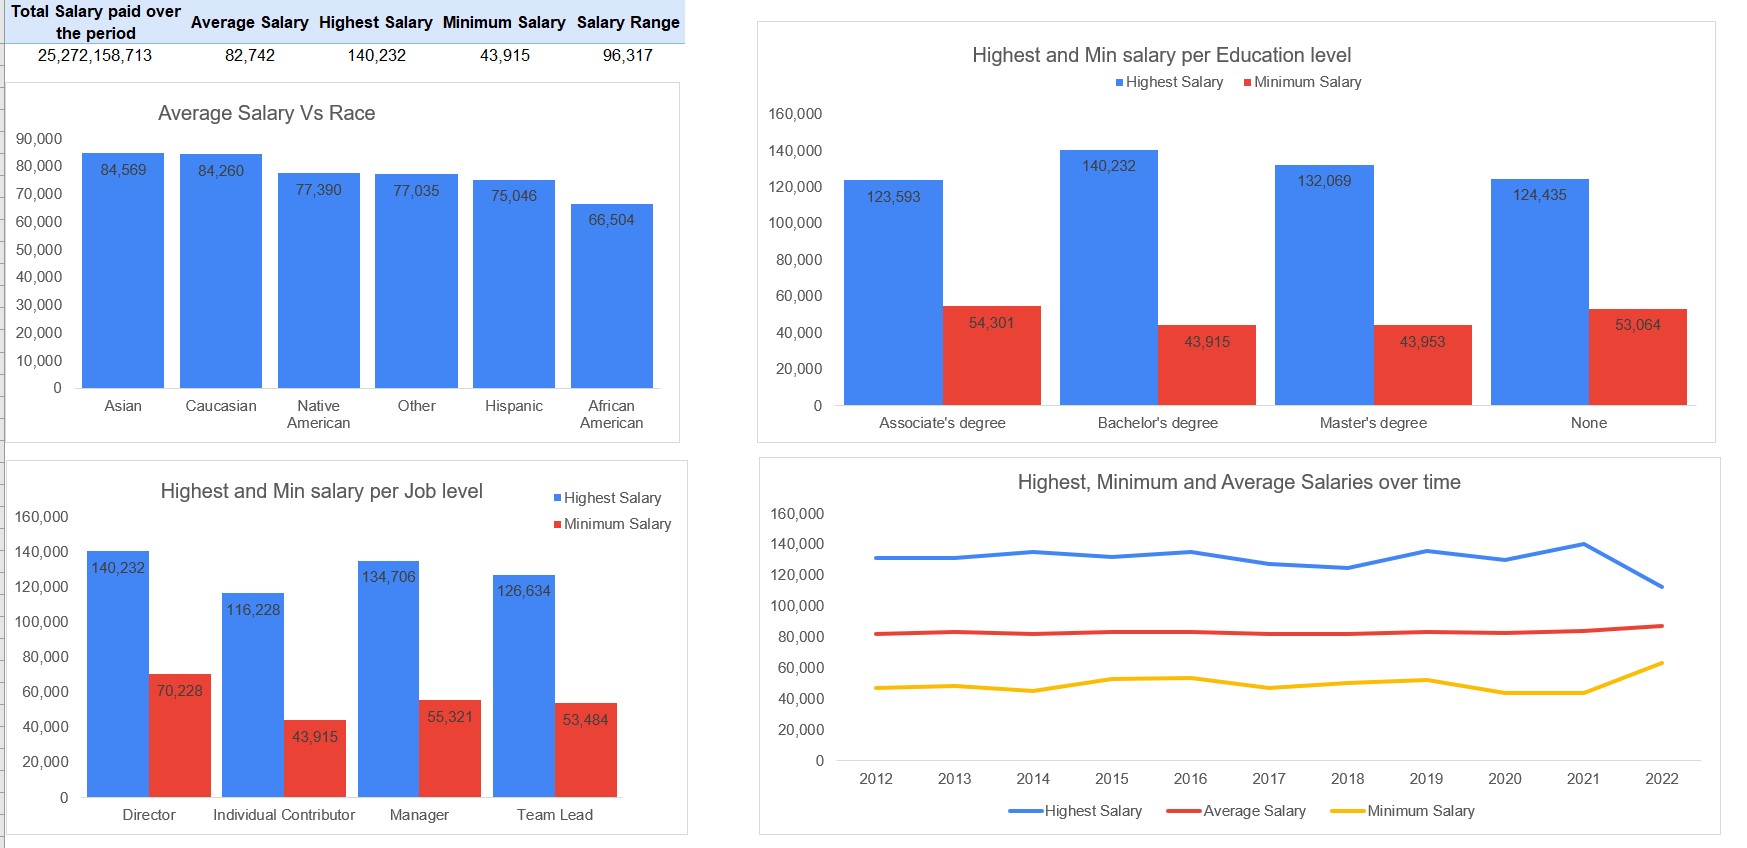 Total Salary paid over
the period
Average Salary
Highest Salary
Minimum Salary
Salary Range
25,272,158,713
82,742
140,232
43,915
96,317
Average Salary Vs Race
90,000
80,000
70,000
60,000
50,000
40,000
30,000
20,000
10,000
0
84,569
84,260
77,390
77,035
75,046
66,504
Asian
Caucasian
Native
American
Other
Hispanic
African
American
Highest and Min salary per Education level
Highest Salary
Minimum Salary
160,000
140,000
120,000
100,000
80,000
60,000
40,000
20,000
0
123,593
54,301
140,232
43,915
132,069
43,953
124,435
53,064
Associate's degree
Bachelor's degree
Master's degree
None
Highest and Min salary per Job level
Highest Salary
Minimum Salary
160,000
140,000
120,000
100,000
80,000
60,000
40,000
20,000
0
140,232
70,228
116,228
43,915
134,706
55,321
126,634
53,484
Director
Individual Contributor
Manager
Team Lead
Highest, Minimum and Average Salaries over time
160,000
140,000
120,000
100,000
80,000
60,000
40,000
20,000
0
2012
2013
2014
2015
2016
2017
2018
2019
2020
2021
2022
Highest Salary
Average Salary
Minimum Salary